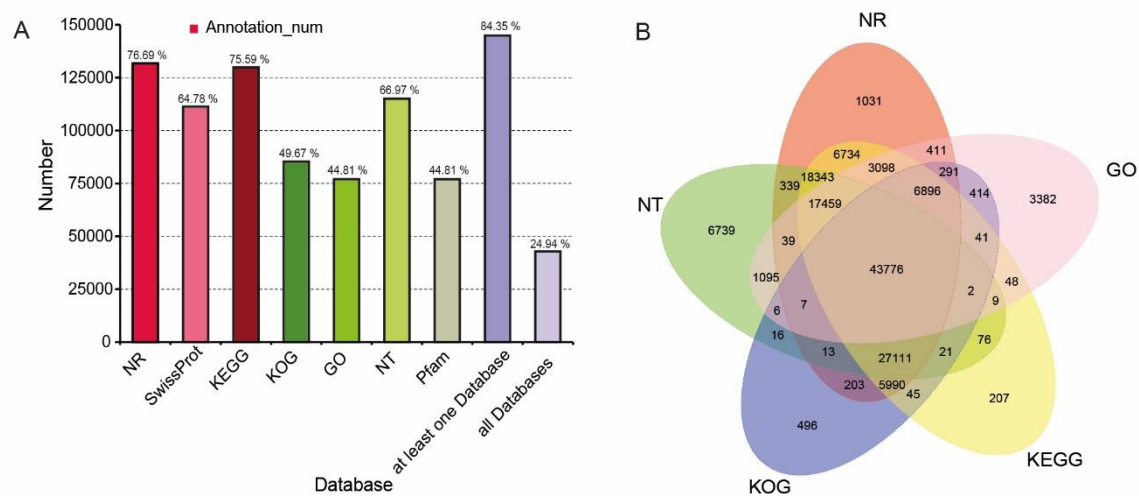 A
Annotation_num
150000
125000
100000
75000
50000
25000
0
Number
76.69 %
64.78 %
75.59 %
49.67 %
44.81 %
66.97 %
44.81 %
84.35 %
24.94 %
NR
SwissProt
KEGG
KOG
GO
NT
Pfam
at least one Database
all Databases
Database
B
NR
GO
NT
KOG
KEGG
1031
6734
411
3098
291
339
18343
6896
414
3382
17459
6739
39
41
1095
43776
48
7
2
9
6
16
76
13
27111
21
203
5990
45
207
496